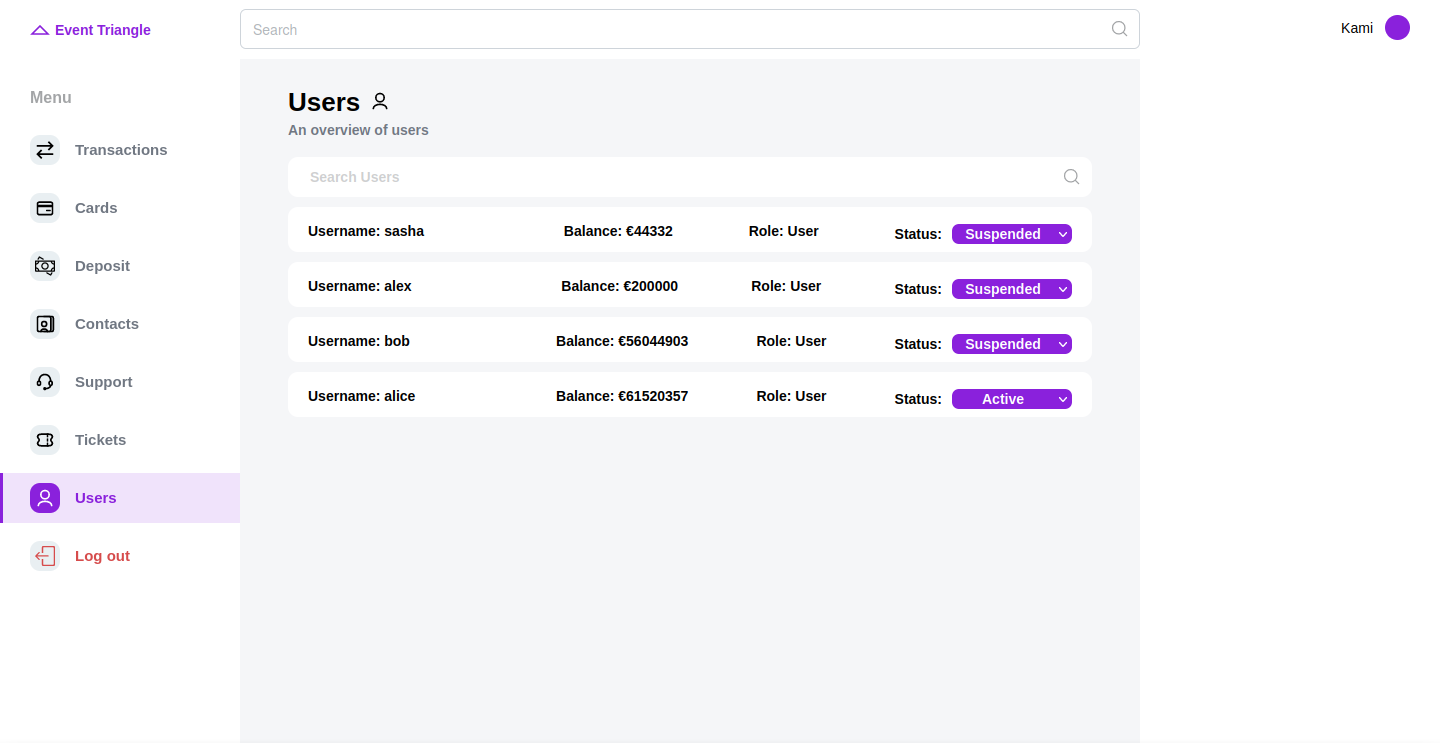 Event Triangle
Search
Kami
Menu
Transactions
Cards
Deposit
Contacts
Support
Tickets
Users
Log out
Users
An overview of users
Search Users
Username: sasha Balance: €44332 Role: User Status: Suspended
Username: alex Balance: €200000 Role: User Status: Suspended
Username: bob Balance: €56044903 Role: User Status: Suspended
Username: alice Balance: €61520357 Role: User Status: Active